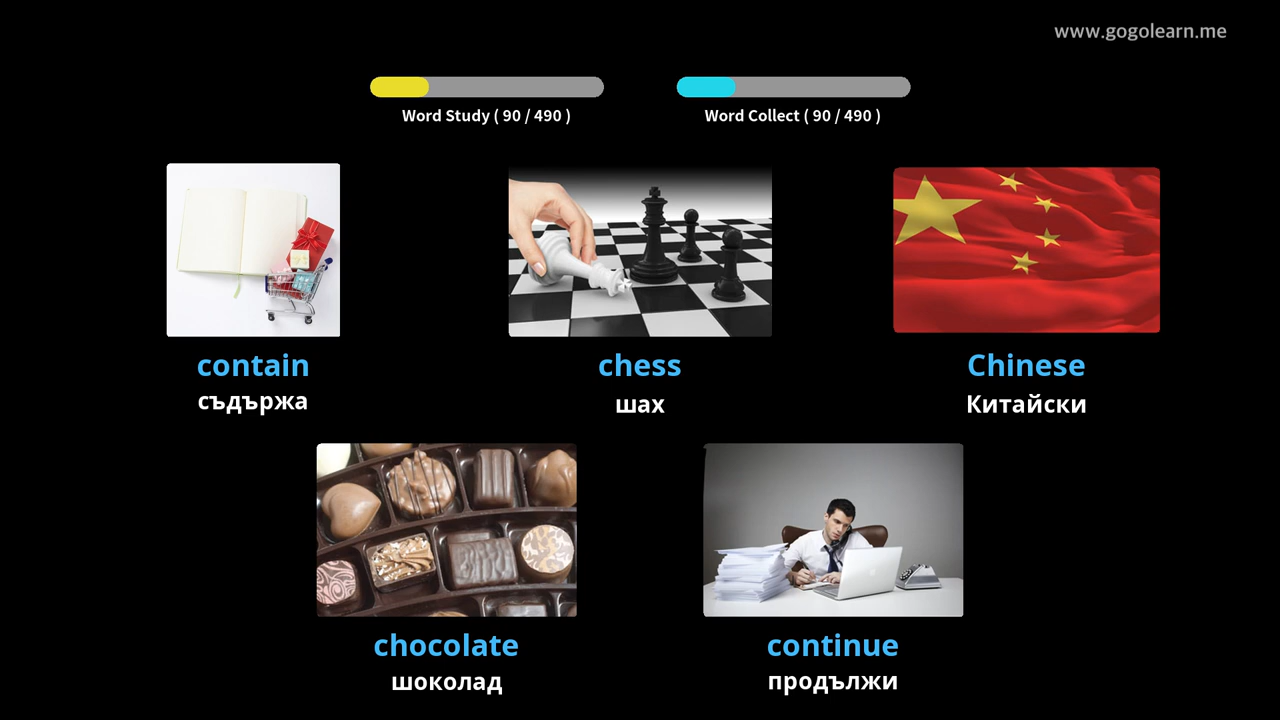 www.gogolearn.me
Word Study ( 90 / 490 )
Word Collect ( 90 / 490 )
contain
съдържа
chess
шах
Chinese
Китайски
chocolate
шоколад
continue
продължи